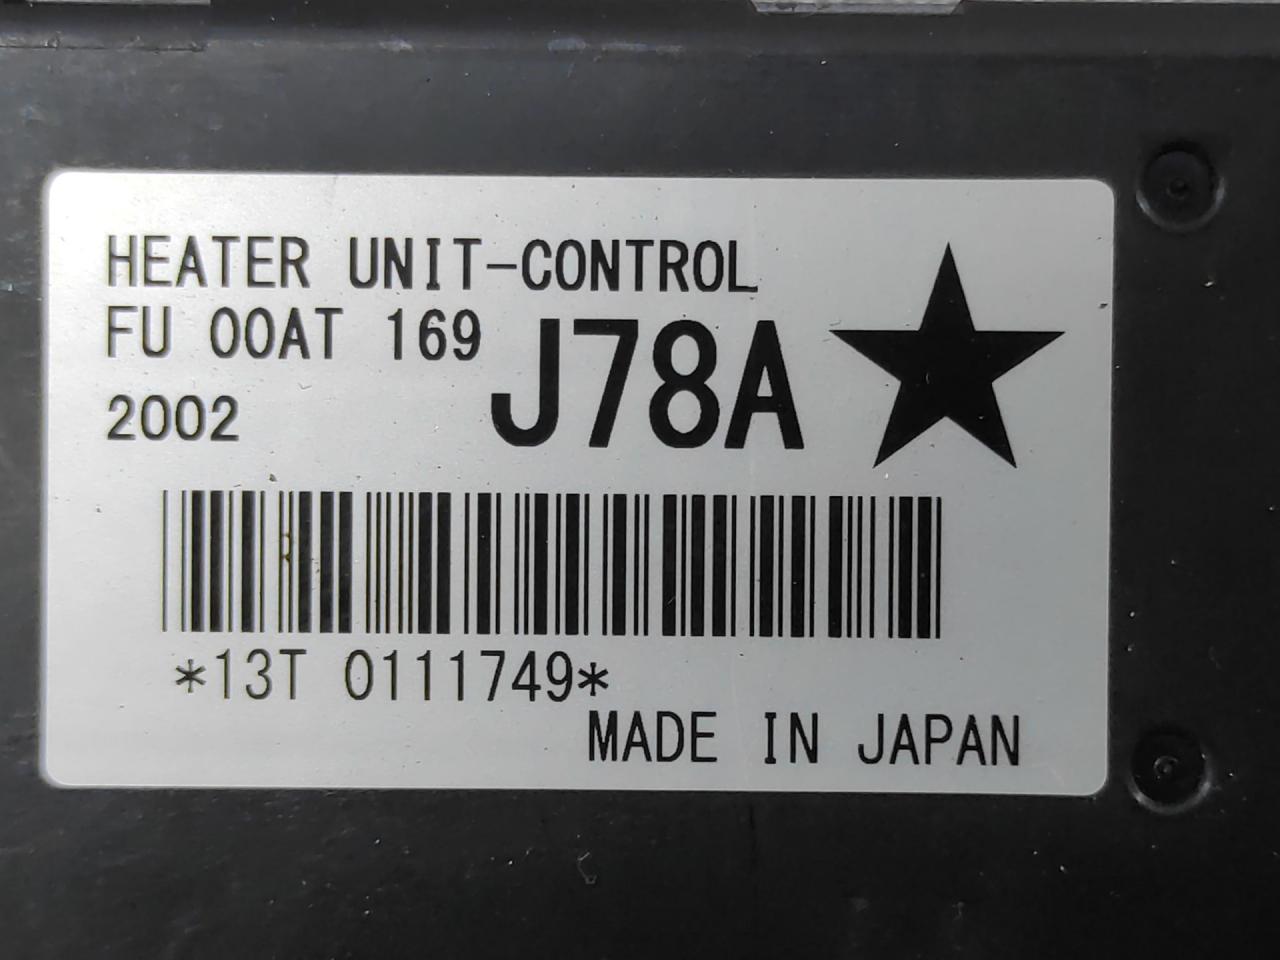 HEATER UNIT-CONTROL
FU 00AT 169
J78A
2002
*13T 0111749*
MADE IN JAPAN